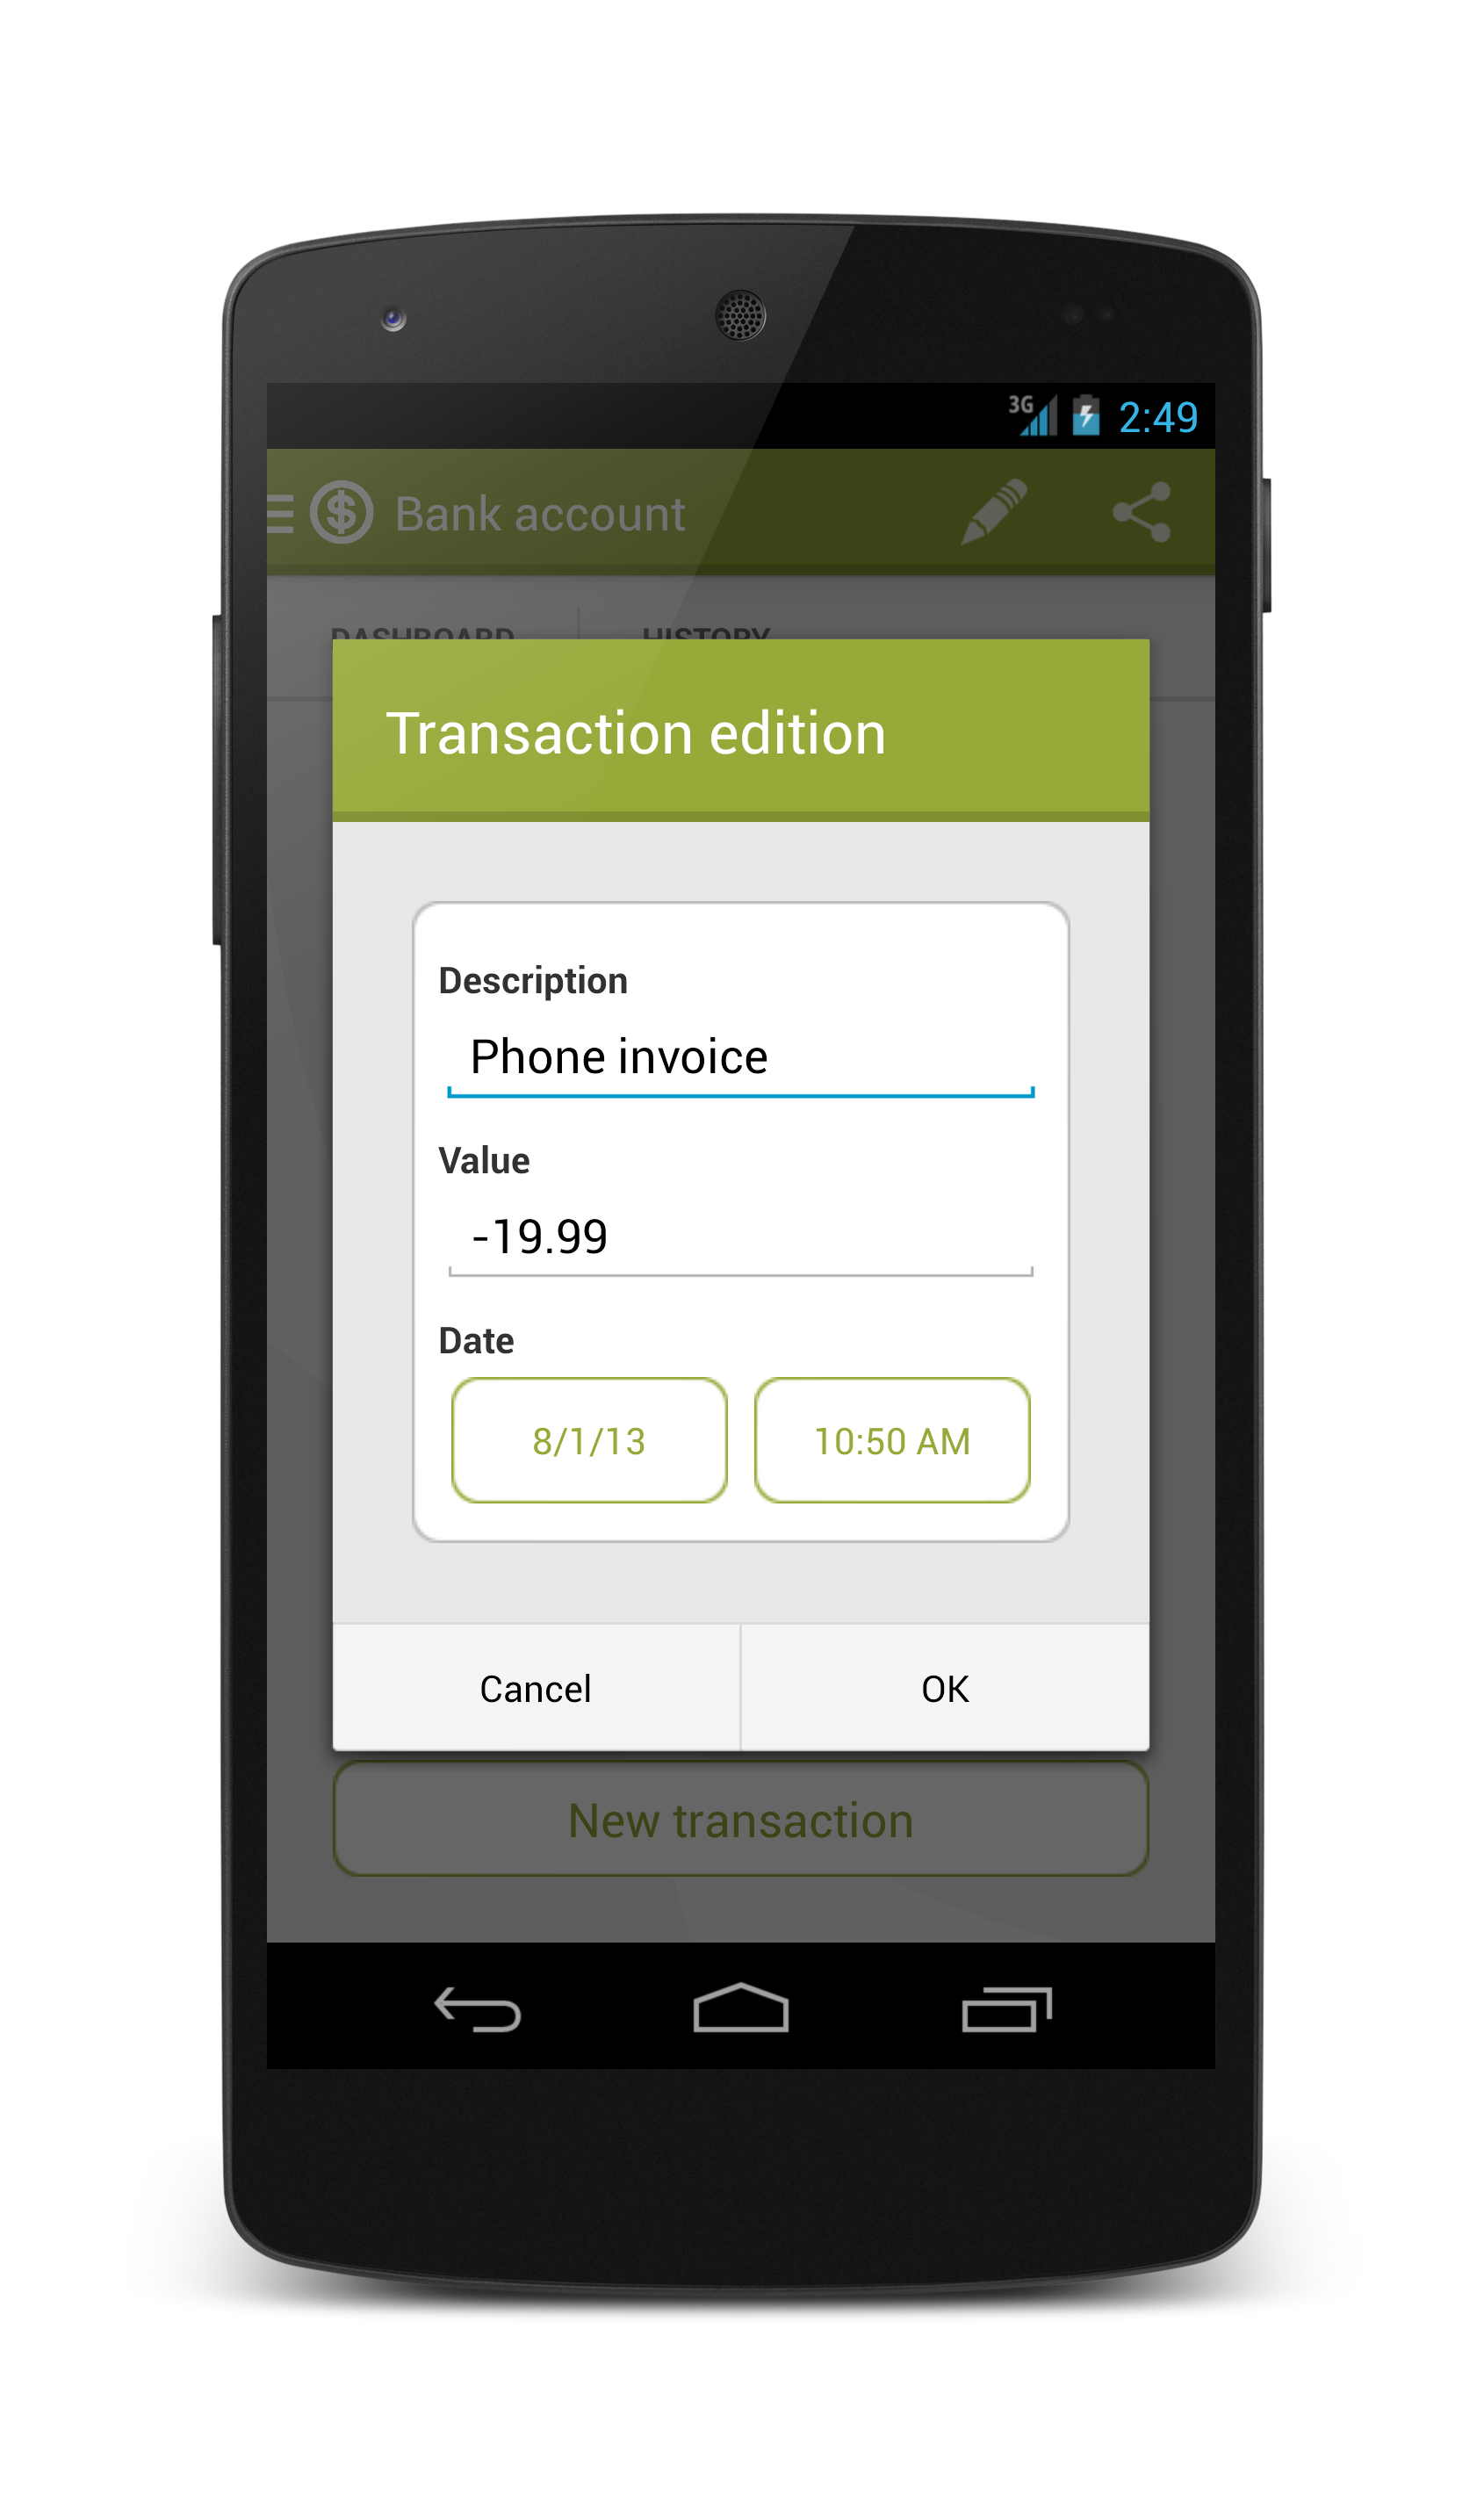 3G 2:49
Bank account
DASHBOARD HISTORY
Transaction edition
Description
Phone invoice
Value
-19.99
Date
8/1/13 10:50 AM
Cancel OK
New transaction